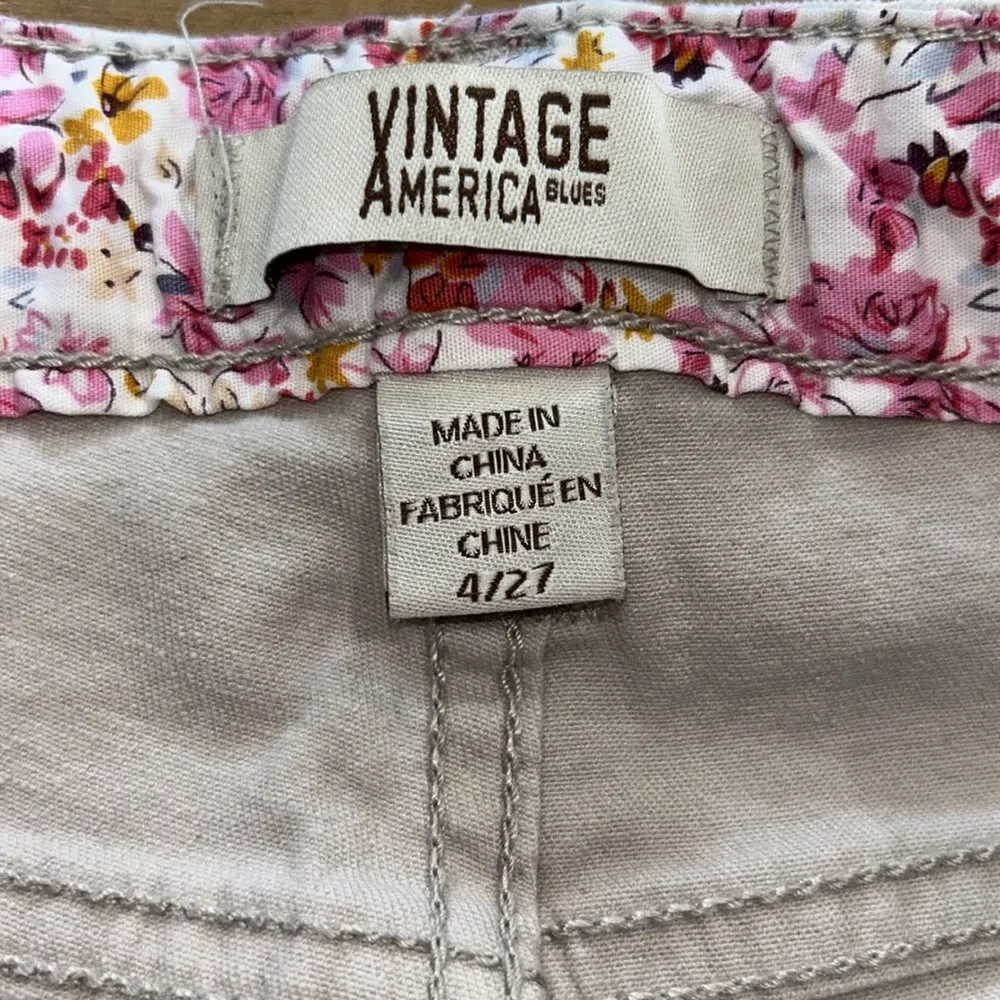 VINTAGE
AMERICA BLUES
MADE IN
CHINA
FABRIQUÉ EN
CHINE
4/27